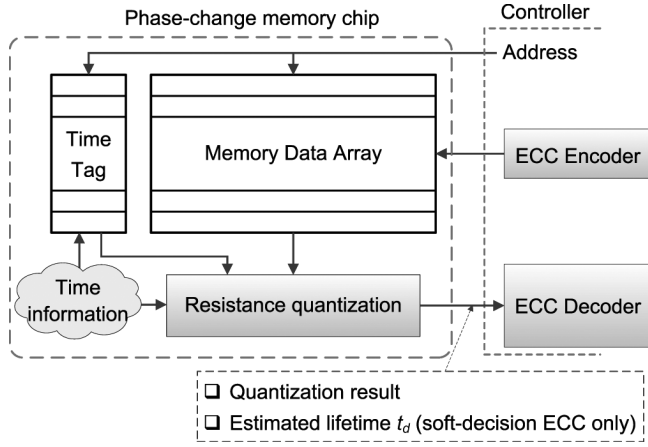 Phase-change memory chip
Controller
Address
Time
Tag
Memory Data Array
ECC Encoder
Time
information
Resistance quantization
ECC Decoder
❑ Quantization result
❑ Estimated lifetime t_d (soft-decision ECC only)